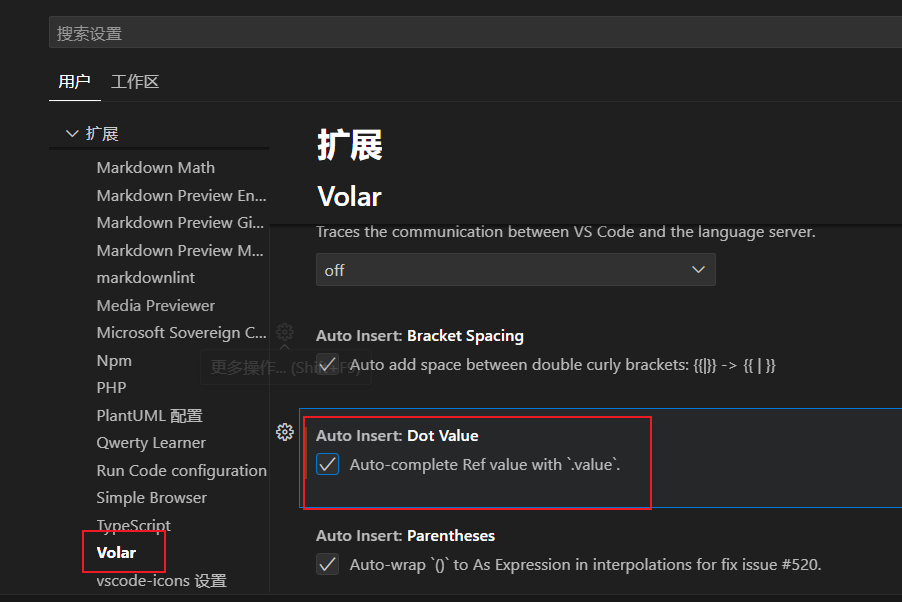 搜索设置
用户 工作区
扩展
Markdown Math
Markdown Preview En...
Markdown Preview Gi...
Markdown Preview M...
markdownlint
Media Previewer
Microsoft Sovereign C...
Npm
PHP
PlantUML 配置
Qwerty Learner
Run Code configuration
Simple Browser
TypeScript
Volar
vscode-icons 设置
扩展
Volar
Traces the communication between VS Code and the language server.
off
Auto Insert: Bracket Spacing
更多操作... (Shift+F9)
Auto add space between double curly brackets: {{|}} -> {{ | }}
Auto Insert: Dot Value
Auto-complete Ref value with `.value`.
Auto Insert: Parentheses
Auto-wrap `()` to As Expression in interpolations for fix issue #520.